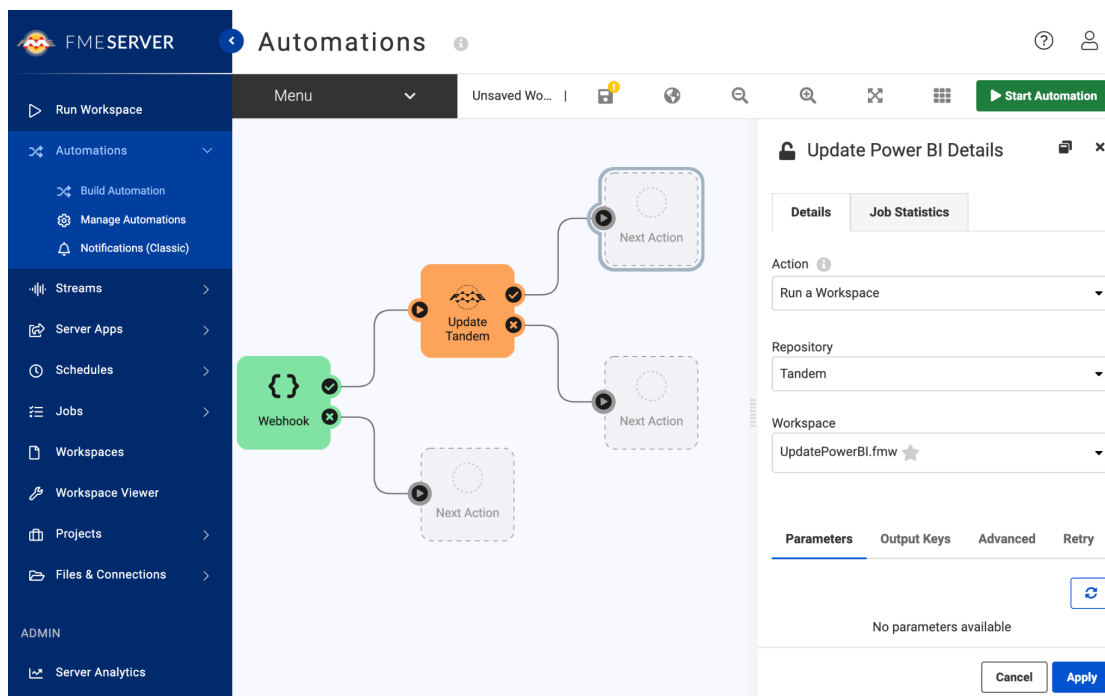 FMESERVER
Automations
Menu
Unsaved Wo... |
Start Automation
Run Workspace
Automations
Build Automation
Manage Automations
Notifications (Classic)
Streams
Server Apps
Schedules
Jobs
Workspaces
Workspace Viewer
Projects
Files & Connections
ADMIN
Server Analytics
{ }
Webhook
Update
Tandem
Next Action
Next Action
Next Action
Update Power BI Details
Details
Job Statistics
Action
Run a Workspace
Repository
Tandem
Workspace
UpdatePowerBI.fmw
Parameters Output Keys Advanced Retry
No parameters available
Cancel Apply